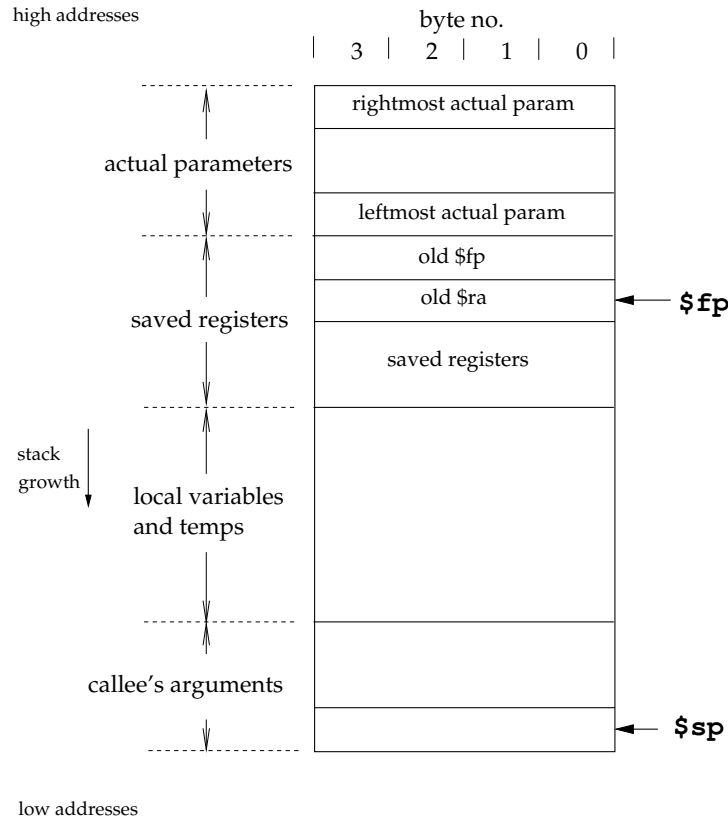 high addresses
byte no.
3 2 1 0
rightmost actual param
actual parameters
leftmost actual param
old $fp
old $ra
$fp
saved registers
saved registers
stack
growth
local variables
and temps
callee's arguments
$sp
low addresses